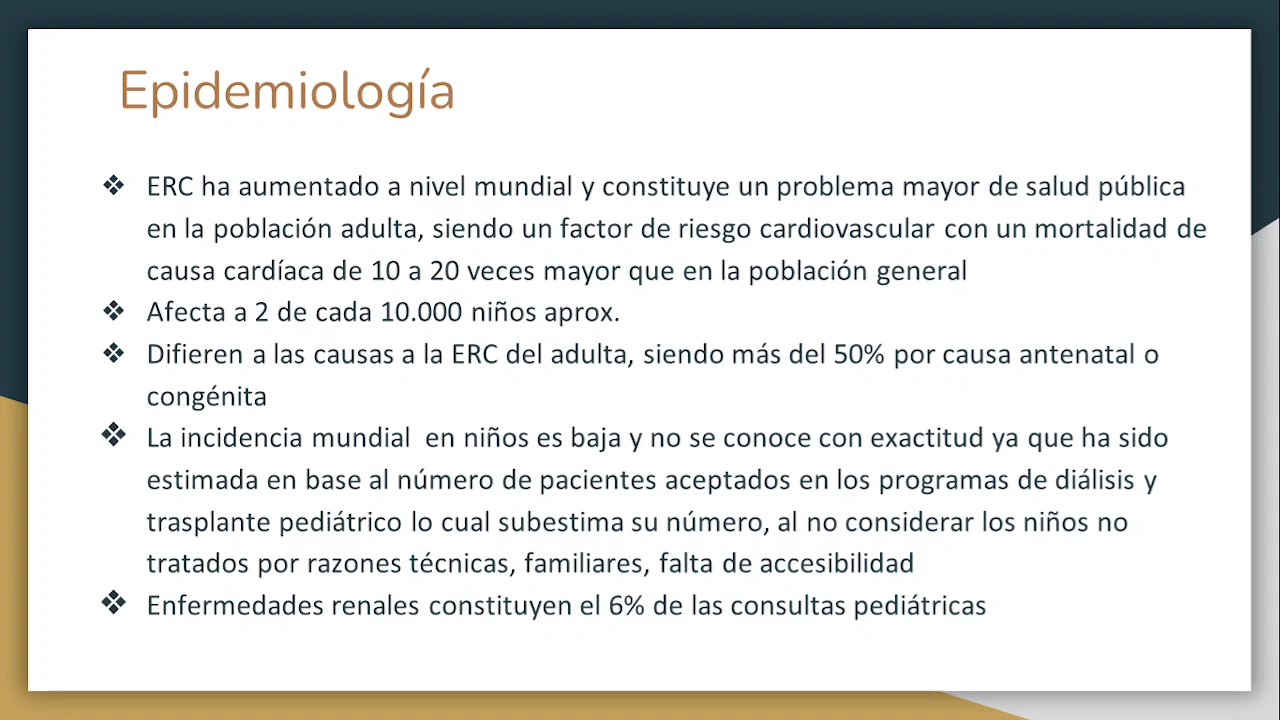 Epidemiología
❖ ERC ha aumentado a nivel mundial y constituye un problema mayor de salud pública
en la población adulta, siendo un factor de riesgo cardiovascular con un mortalidad de
causa cardíaca de 10 a 20 veces mayor que en la población general
❖ Afecta a 2 de cada 10.000 niños aprox.
❖ Difieren a las causas a la ERC del adulta, siendo más del 50% por causa antenatal o
congénita
❖ La incidencia mundial  en niños es baja y no se conoce con exactitud ya que ha sido
estimada en base al número de pacientes aceptados en los programas de diálisis y
trasplante pediátrico lo cual subestima su número, al no considerar los niños no
tratados por razones técnicas, familiares, falta de accesibilidad
❖ Enfermedades renales constituyen el 6% de las consultas pediátricas